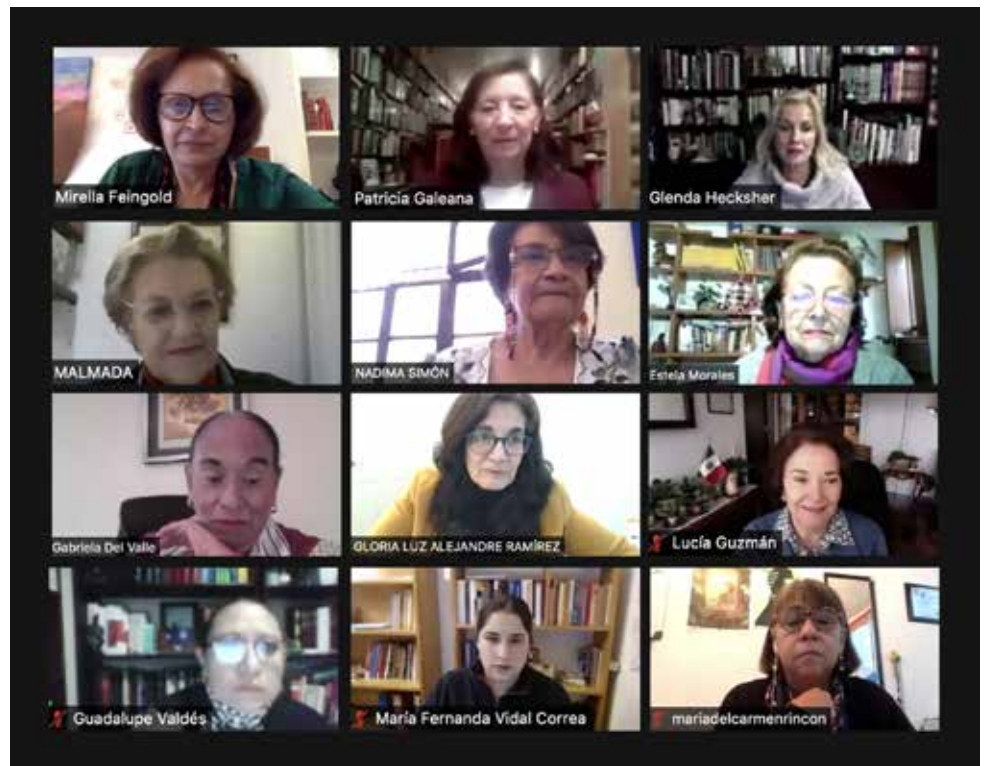 Mirella Feingold
Patricia Galeana
Glenda Hecksher
MALMADA
NADIMA SIMÓN
Estela Morales
Gabriela Del Valle
GLORIA LUZ ALEJANDRE RAMÍREZ
Lucía Guzmán
Guadalupe Valdés
María Fernanda Vidal Correa
mariadelcarmenrincon